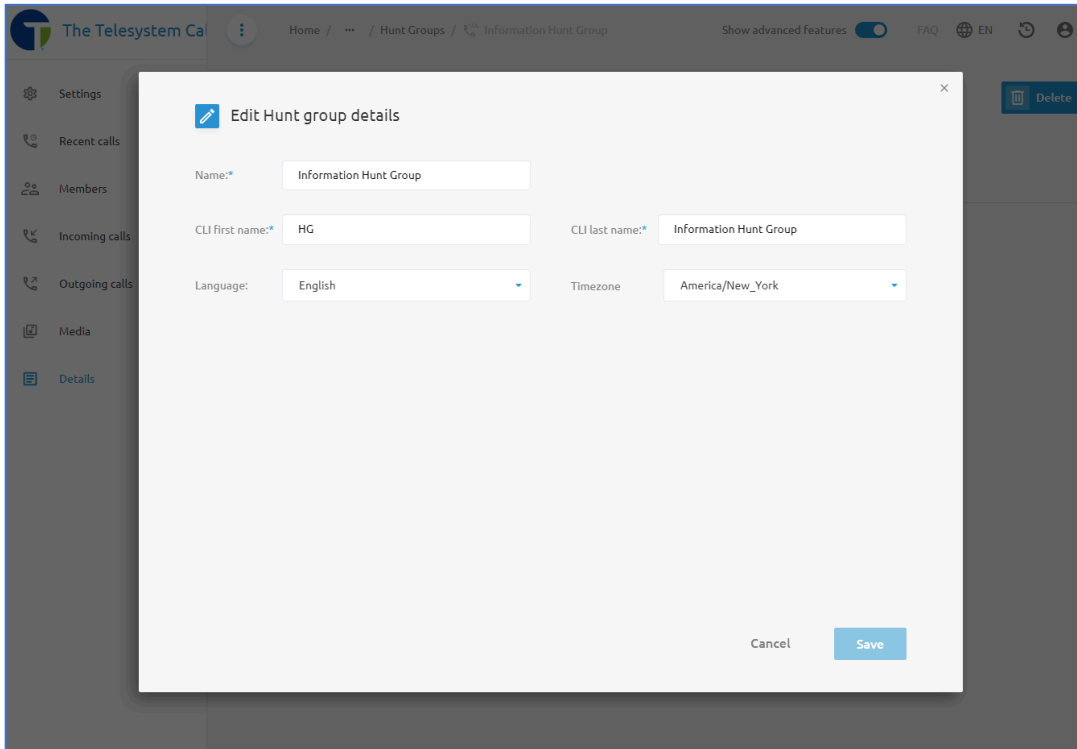 The Telesystem Cal
Home / ··· / Hunt Groups / Information Hunt Group
Show advanced features
FAQ
EN
Settings
Recent calls
Members
Incoming calls
Outgoing calls
Media
Details
Delete
×
Edit Hunt group details
Name:* Information Hunt Group
CLI first name:* HG
CLI last name:* Information Hunt Group
Language: English
Timezone America/New_York
Cancel
Save